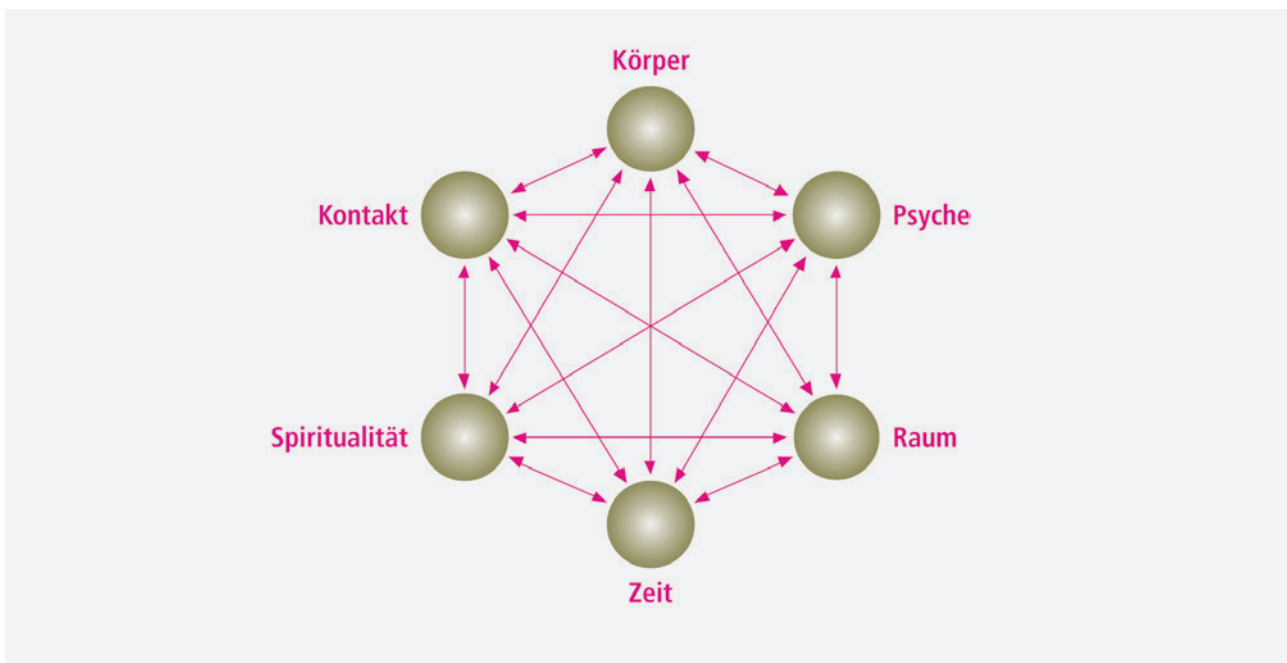 Körper
Kontakt
Psyche
Spiritualität
Raum
Zeit